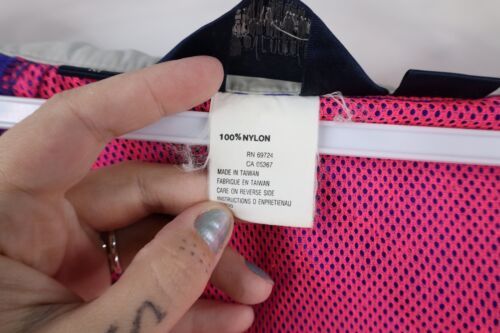 100% NYLON
RN 69724
CA 05367
MADE IN TAIWAN
FABRIQUE EN TAIWAN
CARE ON REVERSE SIDE
INSTRUCTIONS D ENPRETIENAU